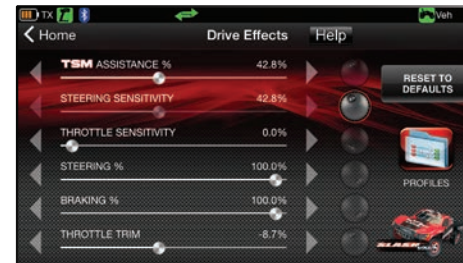 TX Veh
Home Drive Effects Help
TSM ASSISTANCE % 42.8%
STEERING SENSITIVITY 42.8%
THROTTLE SENSITIVITY 0.0%
STEERING % 100.0%
BRAKING % 100.0%
THROTTLE TRIM -8.7%
RESET TO
DEFAULTS
PROFILES
SLASH